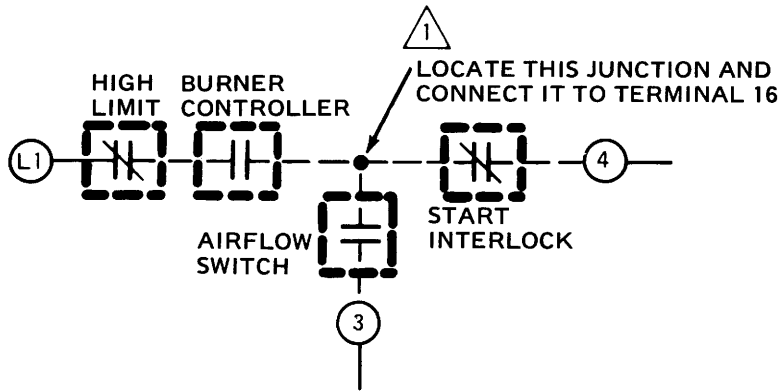 1
LOCATE THIS JUNCTION AND
CONNECT IT TO TERMINAL 16
HIGH
LIMIT
BURNER
CONTROLLER
L1
4
AIRFLOW
SWITCH
START
INTERLOCK
3